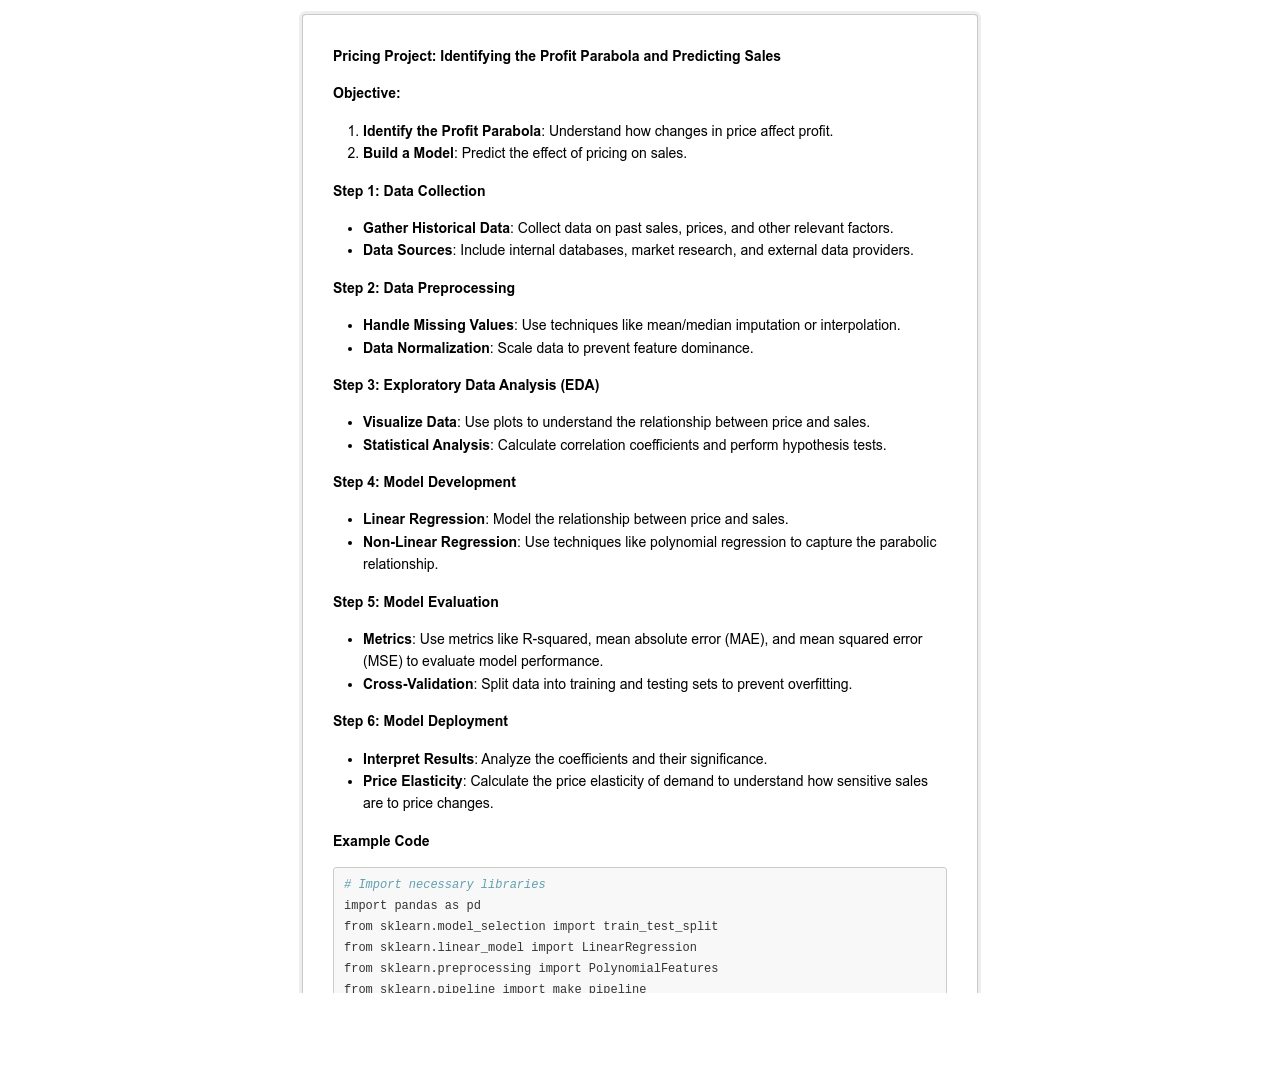 Pricing Project: Identifying the Profit Parabola and Predicting Sales
Objective:
1. Identify the Profit Parabola: Understand how changes in price affect profit.
2. Build a Model: Predict the effect of pricing on sales.
Step 1: Data Collection
• Gather Historical Data: Collect data on past sales, prices, and other relevant factors.
• Data Sources: Include internal databases, market research, and external data providers.
Step 2: Data Preprocessing
• Handle Missing Values: Use techniques like mean/median imputation or interpolation.
• Data Normalization: Scale data to prevent feature dominance.
Step 3: Exploratory Data Analysis (EDA)
• Visualize Data: Use plots to understand the relationship between price and sales.
• Statistical Analysis: Calculate correlation coefficients and perform hypothesis tests.
Step 4: Model Development
• Linear Regression: Model the relationship between price and sales.
• Non-Linear Regression: Use techniques like polynomial regression to capture the parabolic
relationship.
Step 5: Model Evaluation
• Metrics: Use metrics like R-squared, mean absolute error (MAE), and mean squared error
(MSE) to evaluate model performance.
• Cross-Validation: Split data into training and testing sets to prevent overfitting.
Step 6: Model Deployment
• Interpret Results: Analyze the coefficients and their significance.
• Price Elasticity: Calculate the price elasticity of demand to understand how sensitive sales
are to price changes.
Example Code
# Import necessary libraries
import pandas as pd
from sklearn.model_selection import train_test_split
from sklearn.linear_model import LinearRegression
from sklearn.preprocessing import PolynomialFeatures
from sklearn.pipeline import make_pipeline